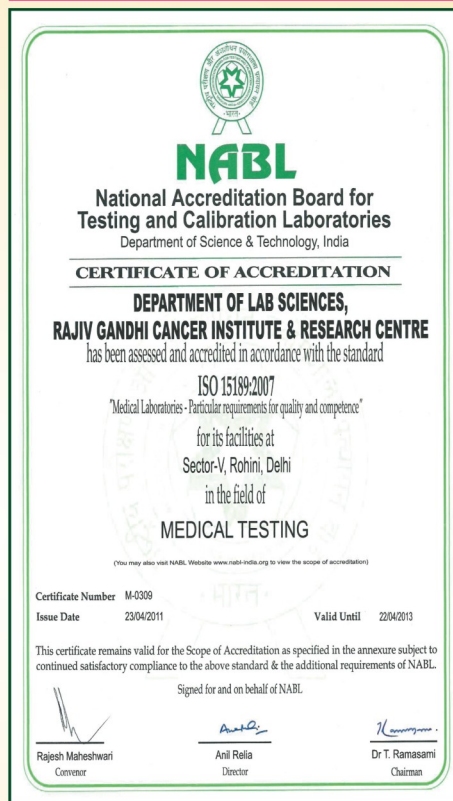 भारत
NABL
National Accreditation Board for
Testing and Calibration Laboratories
Department of Science & Technology, India
CERTIFICATE OF ACCREDITATION
DEPARTMENT OF LAB SCIENCES,
RAJIV GANDHI CANCER INSTITUTE & RESEARCH CENTRE
has been assessed and accredited in accordance with the standard
ISO 15189:2007
"Medical Laboratories - Particular requirements for quality and competence"
for its facilities at
Sector-V, Rohini, Delhi
in the field of
MEDICAL TESTING
(You may also visit NABL Website www.nabl-india.org to view the scope of accreditation)
Certificate Number M-0309
Issue Date 23/04/2011 Valid Until 22/04/2013
This certificate remains valid for the Scope of Accreditation as specified in the annexure subject to
continued satisfactory compliance to the above standard & the additional requirements of NABL.
Signed for and on behalf of NABL
Rajesh Maheshwari Anil Relia Dr T. Ramasami
Convenor Director Chairman